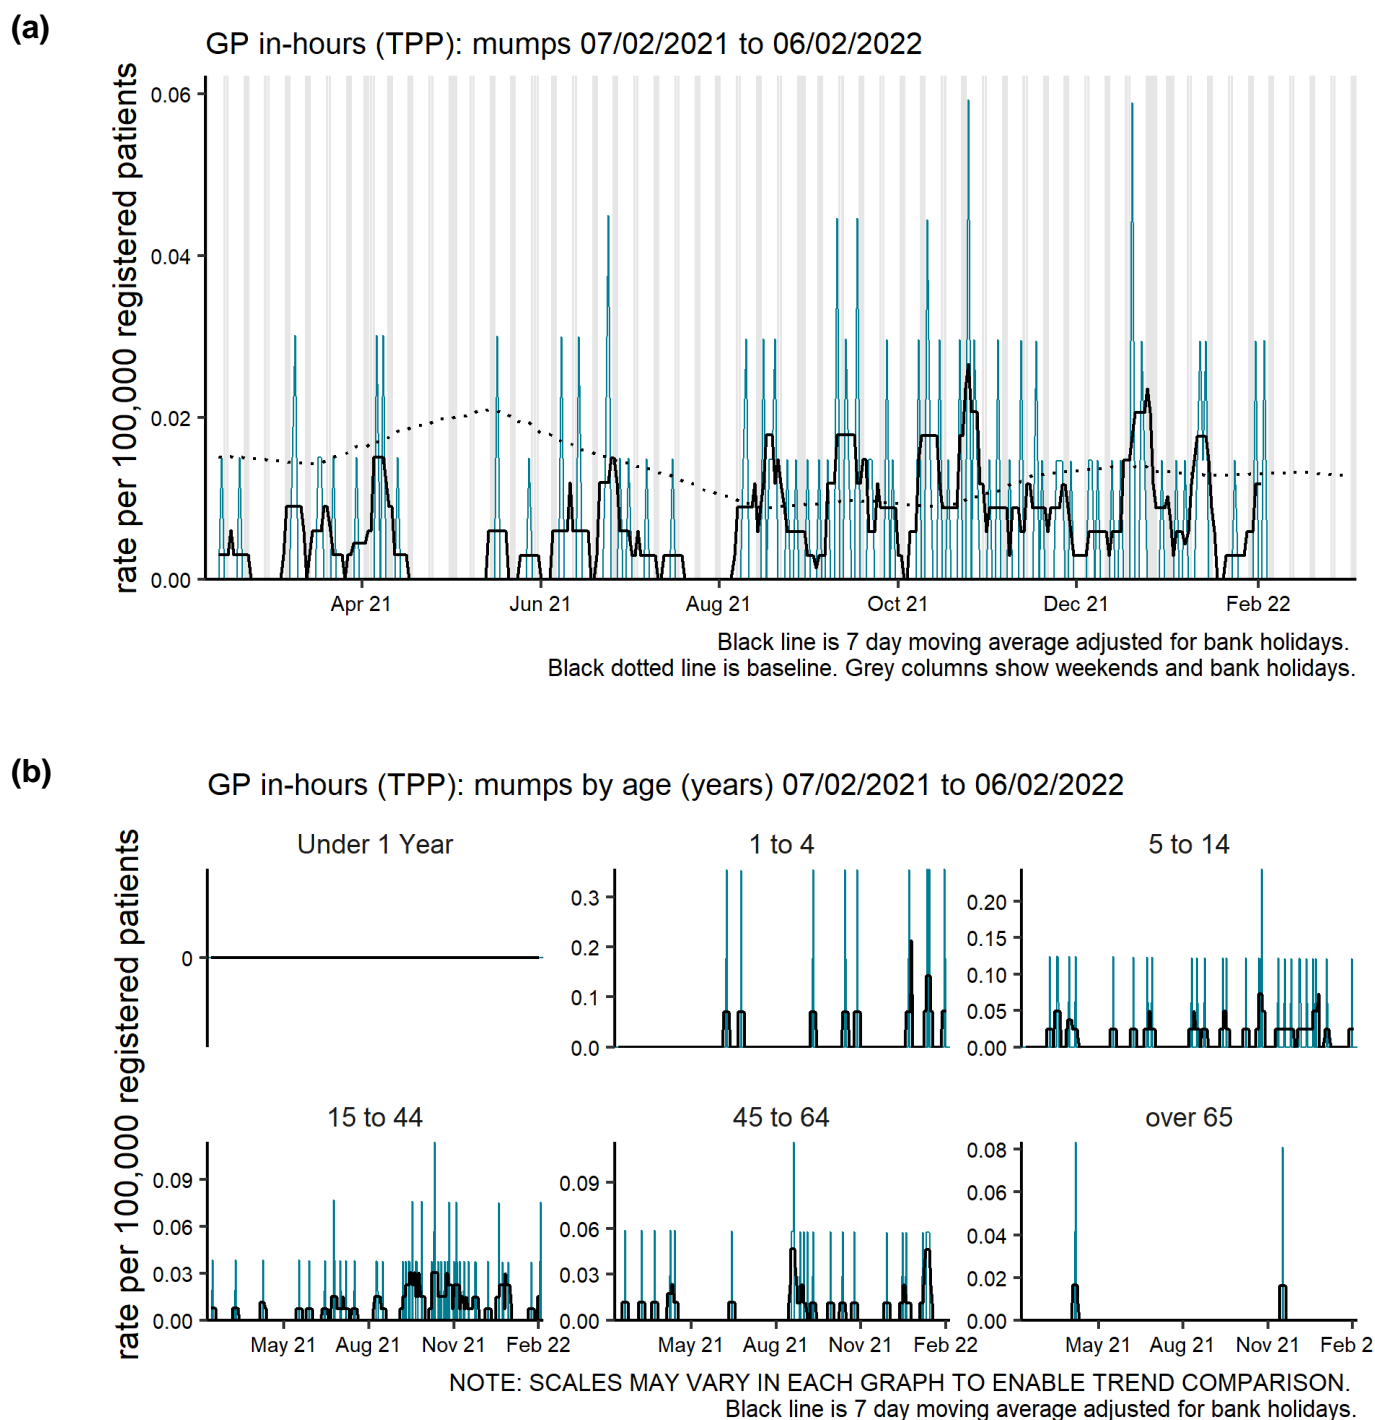 (a)
GP in-hours (TPP): mumps 07/02/2021 to 06/02/2022
rate per 100,000 registered patients
0.06
0.04
0.02
0.00
Apr 21 Jun 21 Aug 21 Oct 21 Dec 21 Feb 22
Black line is 7 day moving average adjusted for bank holidays.
Black dotted line is baseline. Grey columns show weekends and bank holidays.
(b)
GP in-hours (TPP): mumps by age (years) 07/02/2021 to 06/02/2022
rate per 100,000 registered patients
Under 1 Year
0
1 to 4
0.3
0.2
0.1
0.0
5 to 14
0.20
0.15
0.10
0.05
0.00
15 to 44
0.09
0.06
0.03
0.00
May 21 Aug 21 Nov 21 Feb 22
45 to 64
0.09
0.06
0.03
0.00
May 21 Aug 21 Nov 21 Feb 22
over 65
0.08
0.06
0.04
0.02
0.00
May 21 Aug 21 Nov 21 Feb 2
NOTE: SCALES MAY VARY IN EACH GRAPH TO ENABLE TREND COMPARISON.
Black line is 7 day moving average adjusted for bank holidays.